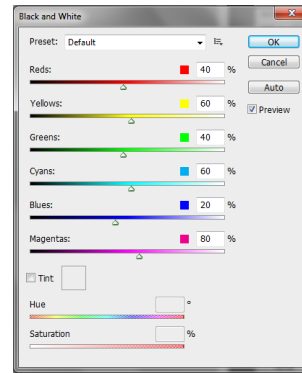 Black and White
Preset: Default
OK
Reds: 40 %
Cancel
Yellows: 60 %
Auto
Preview
Greens: 40 %
Cyans: 60 %
Blues: 20 %
Magentas: 80 %
Tint
Hue °
Saturation %